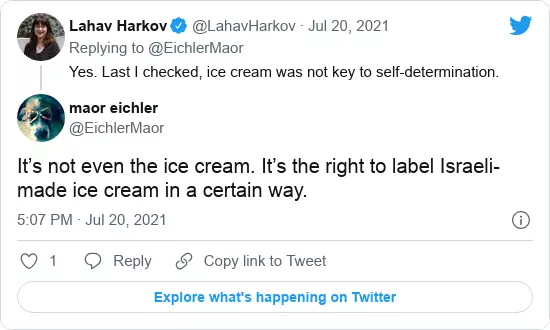 Lahav Harkov @LahavHarkov · Jul 20, 2021
Replying to @EichlerMaor
Yes. Last I checked, ice cream was not key to self-determination.
maor eichler
@EichlerMaor
It’s not even the ice cream. It’s the right to label Israeli-
made ice cream in a certain way.
5:07 PM · Jul 20, 2021
1 Reply Copy link to Tweet
Explore what's happening on Twitter